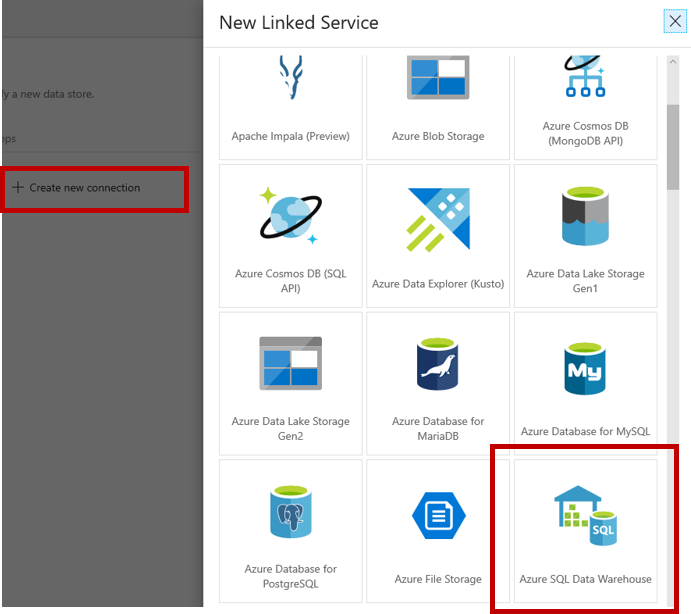 New Linked Service
fy a new data store.
ops
Create new connection
Apache Impala (Preview)
Azure Blob Storage
Azure Cosmos DB
(MongoDB API)
Azure Cosmos DB (SQL
API)
Azure Data Explorer (Kusto)
Azure Data Lake Storage
Gen1
Azure Data Lake Storage
Gen2
Azure Database for
MariaDB
My
Azure Database for MySQL
Azure Database for
PostgreSQL
Azure File Storage
SQL
Azure SQL Data Warehouse